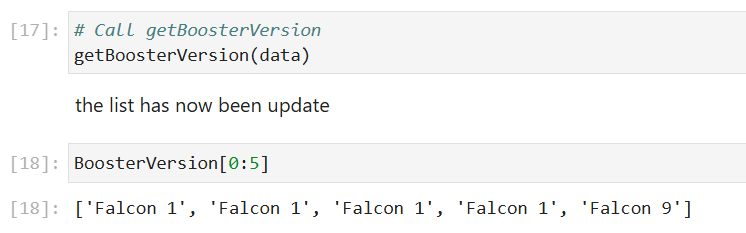 [17]: # Call getBoosterVersion
getBoosterVersion(data)
the list has now been update
[18]: BoosterVersion[0:5]
[18]: ['Falcon 1', 'Falcon 1', 'Falcon 1', 'Falcon 1', 'Falcon 9']